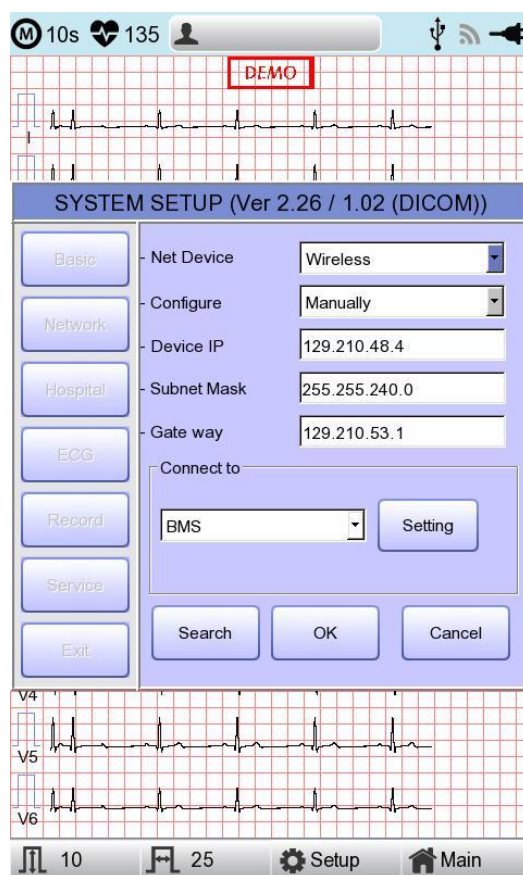 M 10s 135
DEMO
I
SYSTEM SETUP (Ver 2.26 / 1.02 (DICOM))
Basic
- Net Device Wireless
- Configure Manually
Network
- Device IP 129.210.48.4
Hospital
- Subnet Mask 255.255.240.0
- Gate way 129.210.53.1
ECG
Connect to
Record
BMS Setting
Service
Search OK Cancel
Exit
V4
V5
V6
10 25 Setup Main